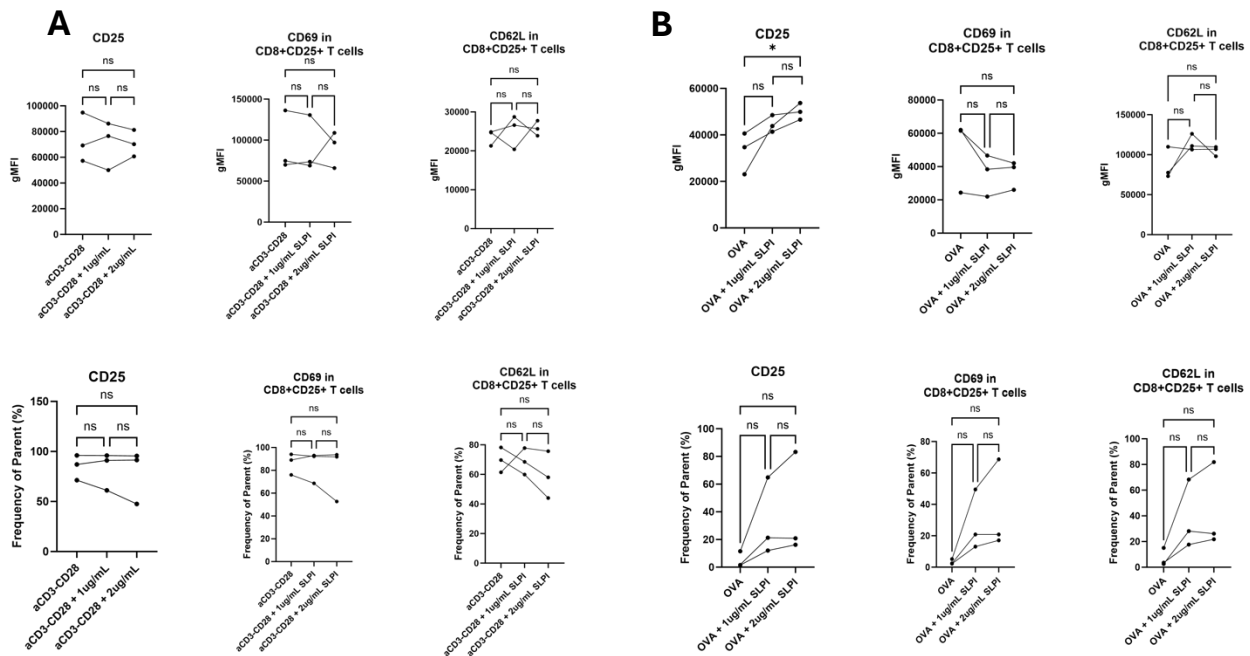 A
CD25
ns
ns
ns
gMFI
100000
80000
60000
40000
20000
0
aCD3-CD28
aCD3-CD28 + 1ug/mL
aCD3-CD28 + 2ug/mL
CD69 in
CD8+CD25+ T cells
ns
ns
ns
gMFI
150000
100000
50000
0
aCD3-CD28
aCD3-CD28 + 1ug/mL SLPI
aCD3-CD28 + 2ug/mL SLPI
CD62L in
CD8+CD25+ T cells
ns
ns
ns
gMFI
30000
20000
10000
0
aCD3-CD28
aCD3-CD28 + 1ug/mL SLPI
aCD3-CD28 + 2ug/mL SLPI
B
CD25
*
ns
ns
gMFI
60000
40000
20000
0
OVA
OVA + 1ug/mL SLPI
OVA + 2ug/mL SLPI
CD69 in
CD8+CD25+ T cells
ns
ns
ns
gMFI
80000
60000
40000
20000
0
OVA
OVA + 1ug/mL SLPI
OVA + 2ug/mL SLPI
CD62L in
CD8+CD25+ T cells
ns
ns
ns
gMFI
150000
100000
50000
0
OVA
OVA + 1ug/mL SLPI
OVA + 2ug/mL SLPI
CD25
ns
ns
ns
Frequency of Parent (%)
150
100
50
0
aCD3-CD28
aCD3-CD28 + 1ug/mL
aCD3-CD28 + 2ug/mL
CD69 in
CD8+CD25+ T cells
ns
ns
ns
Frequency of Parent (%)
100
80
60
40
20
0
aCD3-CD28
aCD3-CD28 + 1ug/mL SLPI
aCD3-CD28 + 2ug/mL SLPI
CD62L in
CD8+CD25+ T cells
ns
ns
ns
Frequency of Parent (%)
100
80
60
40
20
0
aCD3-CD28
aCD3-CD28 + 1ug/mL SLPI
aCD3-CD28 + 2ug/mL SLPI
CD25
ns
ns
ns
Frequency of Parent (%)
100
80
60
40
20
0
OVA
OVA + 1ug/mL SLPI
OVA + 2ug/mL SLPI
CD69 in
CD8+CD25+ T cells
ns
ns
ns
Frequency of Parent (%)
80
60
40
20
0
OVA
OVA + 1ug/mL SLPI
OVA + 2ug/mL SLPI
CD62L in
CD8+CD25+ T cells
ns
ns
ns
Frequency of Parent (%)
100
80
60
40
20
0
OVA
OVA + 1ug/mL SLPI
OVA + 2ug/mL SLPI